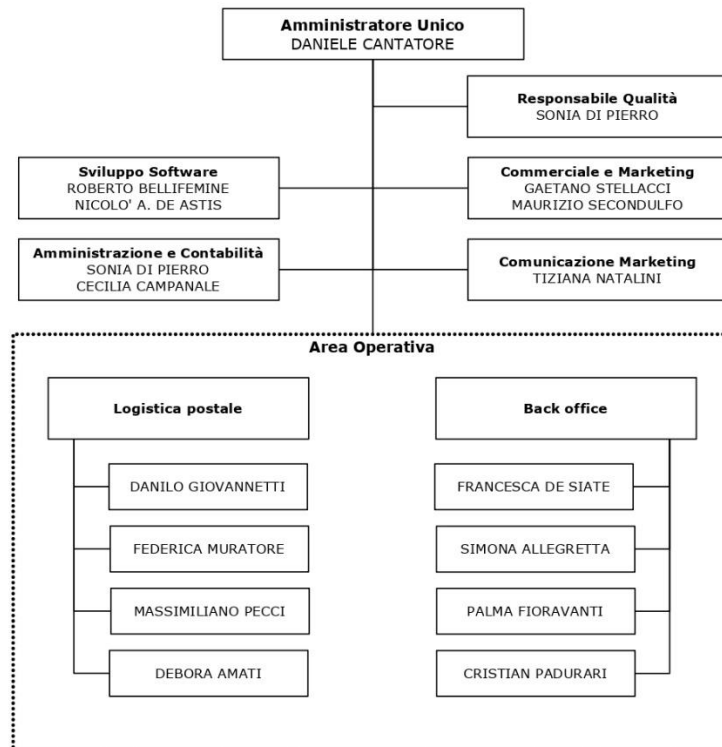 Amministratore Unico
DANIELE CANTATORE
Responsabile Qualità
SONIA DI PIERRO
Sviluppo Software
ROBERTO BELLIFEMINE
NICOLO' A. DE ASTIS
Commerciale e Marketing
GAETANO STELLACCI
MAURIZIO SECONDULFO
Amministrazione e Contabilità
SONIA DI PIERRO
CECILIA CAMPANALE
Comunicazione Marketing
TIZIANA NATALINI
Area Operativa
Logistica postale
Back office
DANILO GIOVANNETTI
FRANCESCA DE SIATE
FEDERICA MURATORE
SIMONA ALLEGRETTA
MASSIMILIANO PECCI
PALMA FIORAVANTI
DEBORA AMATI
CRISTIAN PADURARI